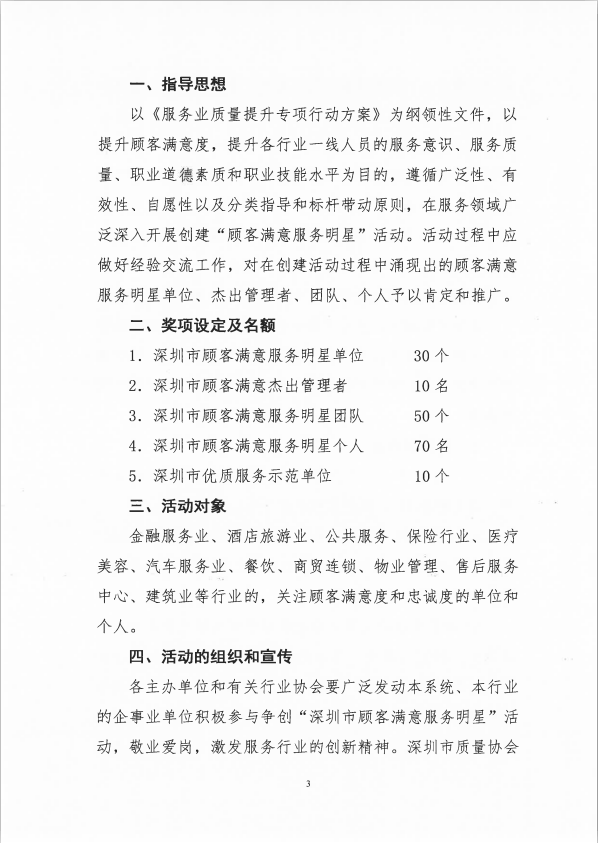 一、指导思想
以《服务业质量提升专项行动方案》为纲领性文件，以
提升顾客满意度，提升各行业一线人员的服务意识、服务质
量、职业道德素质和职业技能水平为目的，遵循广泛性、有
效性、自愿性以及分类指导和标杆带动原则，在服务领域广
泛深入开展创建“顾客满意服务明星”活动。活动过程中应
做好经验交流工作，对在创建活动过程中涌现出的顾客满意
服务明星单位、杰出管理者、团队、个人予以肯定和推广。
二、奖项设定及名额
1. 深圳市顾客满意服务明星单位 30 个
2. 深圳市顾客满意杰出管理者 10 名
3. 深圳市顾客满意服务明星团队 50 个
4. 深圳市顾客满意服务明星个人 70 名
5. 深圳市优质服务示范单位 10 个
三、活动对象
金融服务业、酒店旅游业、公共服务、保险行业、医疗
美容、汽车服务业、餐饮、商贸连锁、物业管理、售后服务
中心、建筑业等行业的，关注顾客满意度和忠诚度的单位和
个人。
四、活动的组织和宣传
各主办单位和有关行业协会要广泛发动本系统、本行业
的企事业单位积极参与争创“深圳市顾客满意服务明星”活
动，敬业爱岗，激发服务行业的创新精神。深圳市质量协会
3